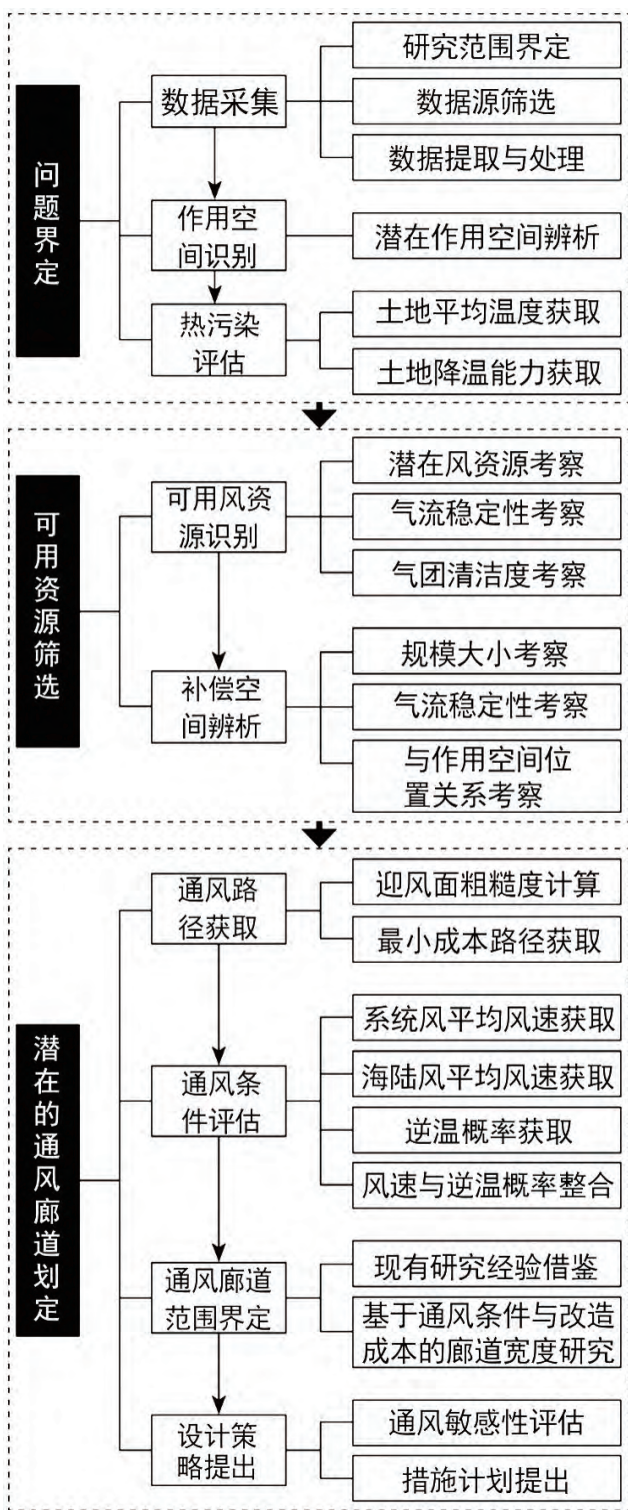 问题界定
数据采集
研究范围界定
数据源筛选
数据提取与处理
作用空
间识别
潜在作用空间辨析
热污染
评估
土地平均温度获取
土地降温能力获取
可用资源筛选
可用风资
源识别
潜在风资源考察
气流稳定性考察
气团清洁度考察
补偿空
间辨析
规模大小考察
气流稳定性考察
与作用空间位
置关系考察
潜在的通风廊道划定
通风路
径获取
迎风面粗糙度计算
最小成本路径获取
通风条
件评估
系统风平均风速获取
海陆风平均风速获取
逆温概率获取
风速与逆温概率整合
通风廊道
范围界定
现有研究经验借鉴
基于通风条件与改造
成本的廊道宽度研究
设计策
略提出
通风敏感性评估
措施计划提出